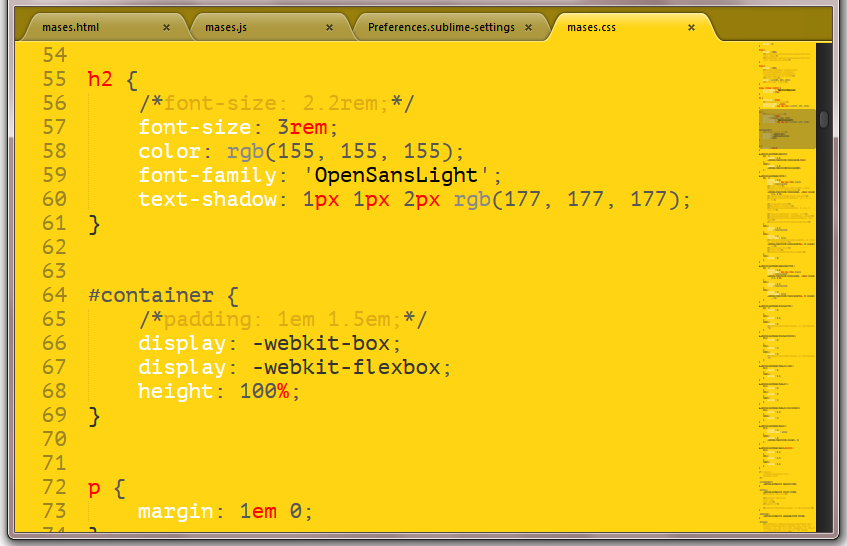 mases.html × mases.js × Preferences.sublime-settings × mases.css ×
54
55 h2 {
56 /*font-size: 2.2rem;*/
57 font-size: 3rem;
58 color: rgb(155, 155, 155);
59 font-family: 'OpenSansLight';
60 text-shadow: 1px 1px 2px rgb(177, 177, 177);
61 }
62
63
64 #container {
65 /*padding: 1em 1.5em;*/
66 display: -webkit-box;
67 display: -webkit-flexbox;
68 height: 100%;
69 }
70
71
72 p {
73 margin: 1em 0;
74 }